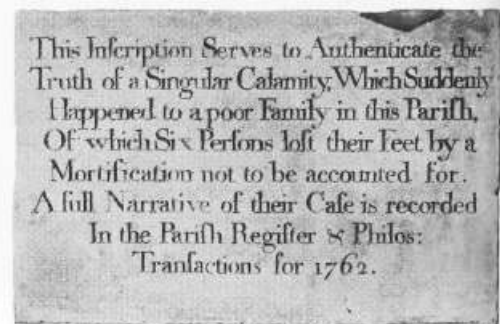 This Inſcription Serves to Authenticate the
Truth of a Singular Calamity, Which Suddenly
Happened to a poor Family in this Pariſh,
Of which Six Perſons loſt their Feet by a
Mortification not to be accounted for.
A full Narrative of their Caſe is recorded
In the Pariſh Regiſter & Philos:
Tranſactions for 1762.